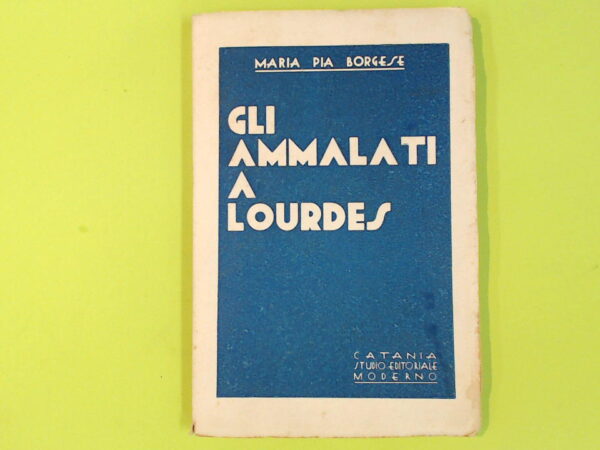 MARIA PIA BORGESE
GLI
AMMALATI
A
LOURDES
CATANIA
STUDIO EDITORIALE
MODERNO